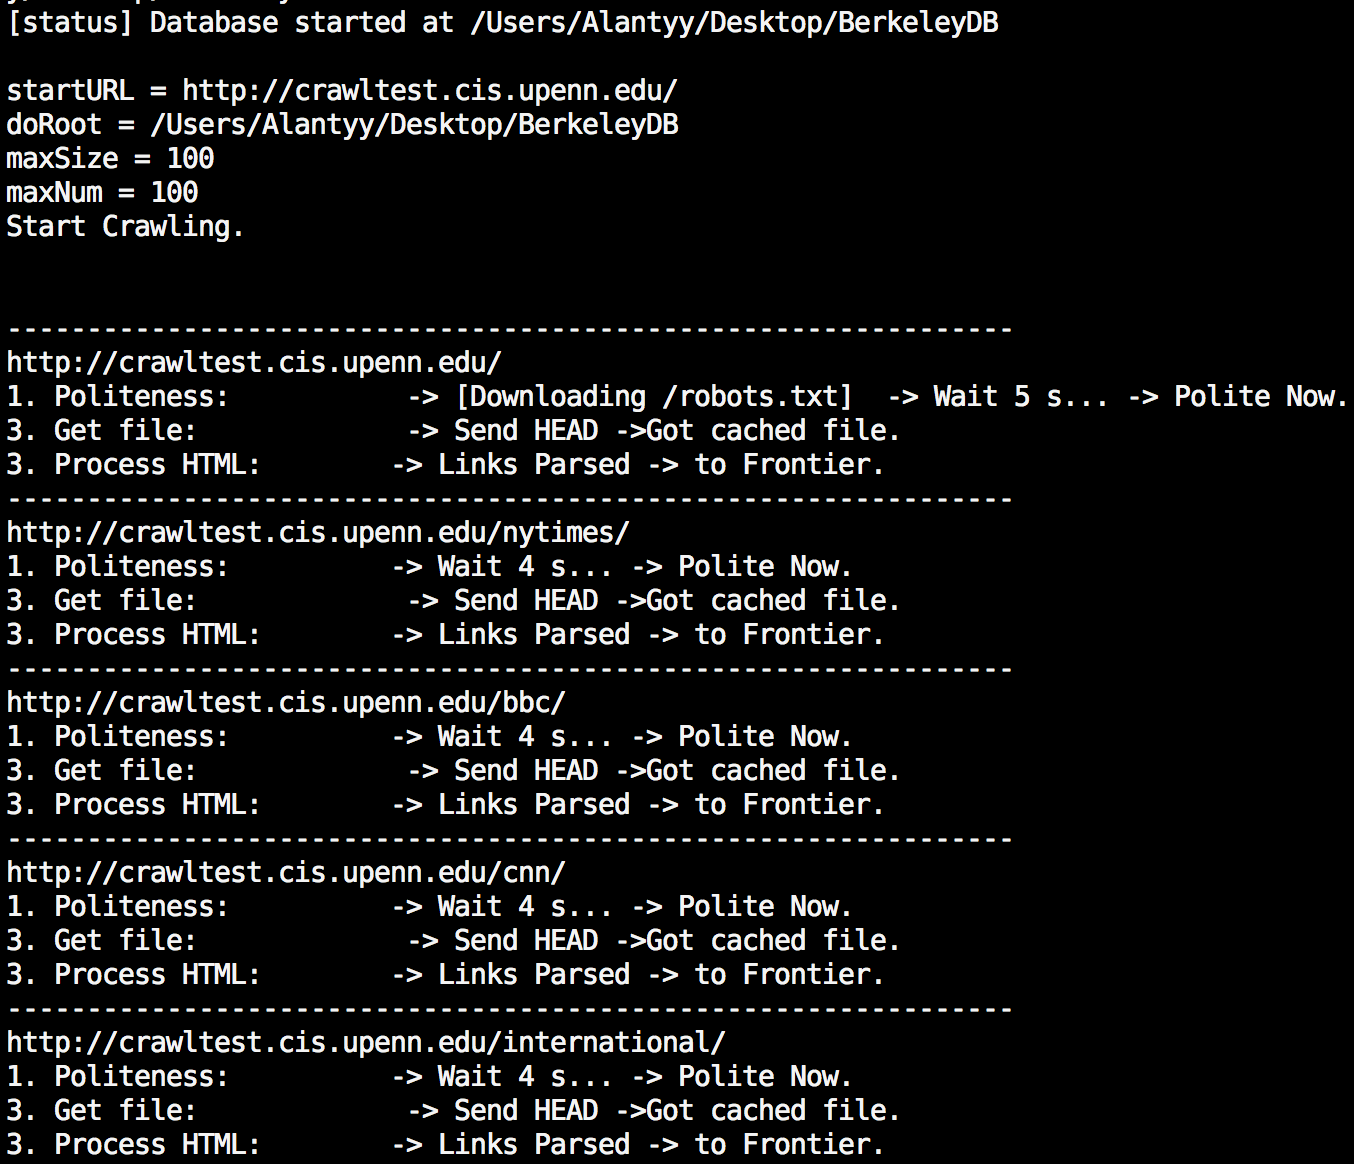 [status] Database started at /Users/Alantyy/Desktop/BerkeleyDB
startURL = http://crawltest.cis.upenn.edu/
doRoot = /Users/Alantyy/Desktop/BerkeleyDB
maxSize = 100
maxNum = 100
Start Crawling.
---------------------------------------------------------------
http://crawltest.cis.upenn.edu/
1. Politeness: -> [Downloading /robots.txt] -> Wait 5 s... -> Polite Now.
3. Get file: -> Send HEAD ->Got cached file.
3. Process HTML: -> Links Parsed -> to Frontier.
---------------------------------------------------------------
http://crawltest.cis.upenn.edu/nytimes/
1. Politeness: -> Wait 4 s... -> Polite Now.
3. Get file: -> Send HEAD ->Got cached file.
3. Process HTML: -> Links Parsed -> to Frontier.
---------------------------------------------------------------
http://crawltest.cis.upenn.edu/bbc/
1. Politeness: -> Wait 4 s... -> Polite Now.
3. Get file: -> Send HEAD ->Got cached file.
3. Process HTML: -> Links Parsed -> to Frontier.
---------------------------------------------------------------
http://crawltest.cis.upenn.edu/cnn/
1. Politeness: -> Wait 4 s... -> Polite Now.
3. Get file: -> Send HEAD ->Got cached file.
3. Process HTML: -> Links Parsed -> to Frontier.
---------------------------------------------------------------
http://crawltest.cis.upenn.edu/international/
1. Politeness: -> Wait 4 s... -> Polite Now.
3. Get file: -> Send HEAD ->Got cached file.
3. Process HTML: -> Links Parsed -> to Frontier.